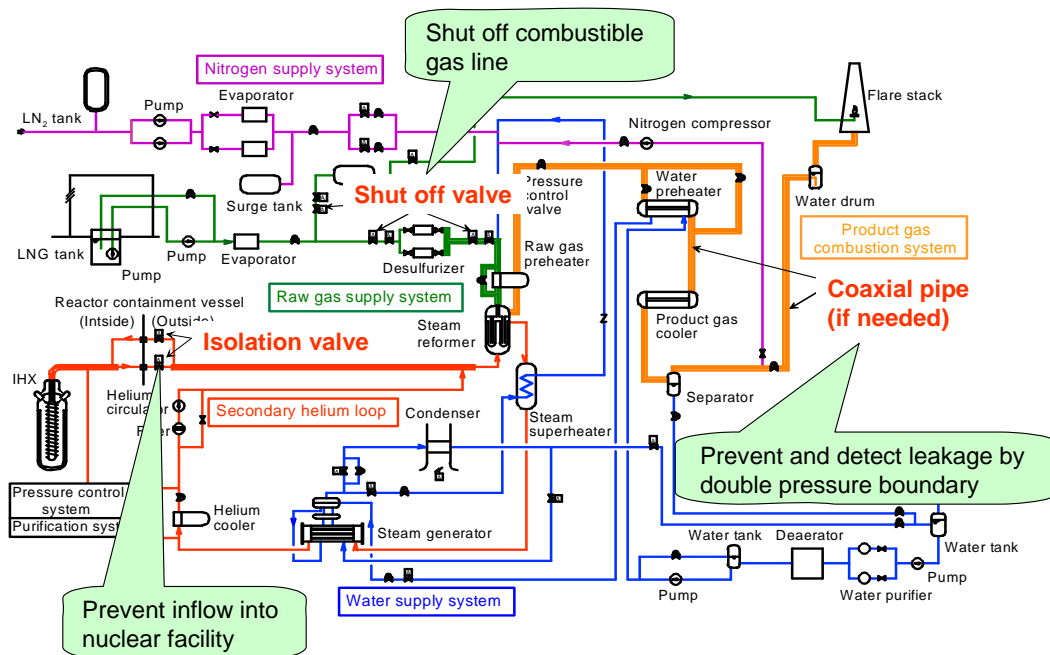 Shut off combustible
gas line
Nitrogen supply system
LN2 tank
Pump
Evaporator
Flare stack
Nitrogen compressor
Surge tank
Shut off valve
Pressure
control
valve
Water
preheater
Water drum
Product gas
combustion system
LNG tank
Pump
Pump
Evaporator
Desulfurizer
Raw gas
preheater
Raw gas supply system
Coaxial pipe
(if needed)
Reactor containment vessel
(Intside)
(Outside)
Steam
reformer
Product gas
cooler
Isolation valve
IHX
Helium
circulator
Secondary helium loop
Condenser
Steam
superheater
Separator
Prevent and detect leakage by
double pressure boundary
Pressure control
system
Purification
Helium
cooler
Steam generator
Water tank
Deaerator
Water tank
Pump
Water purifier
Pump
Water supply system
Prevent inflow into
nuclear facility